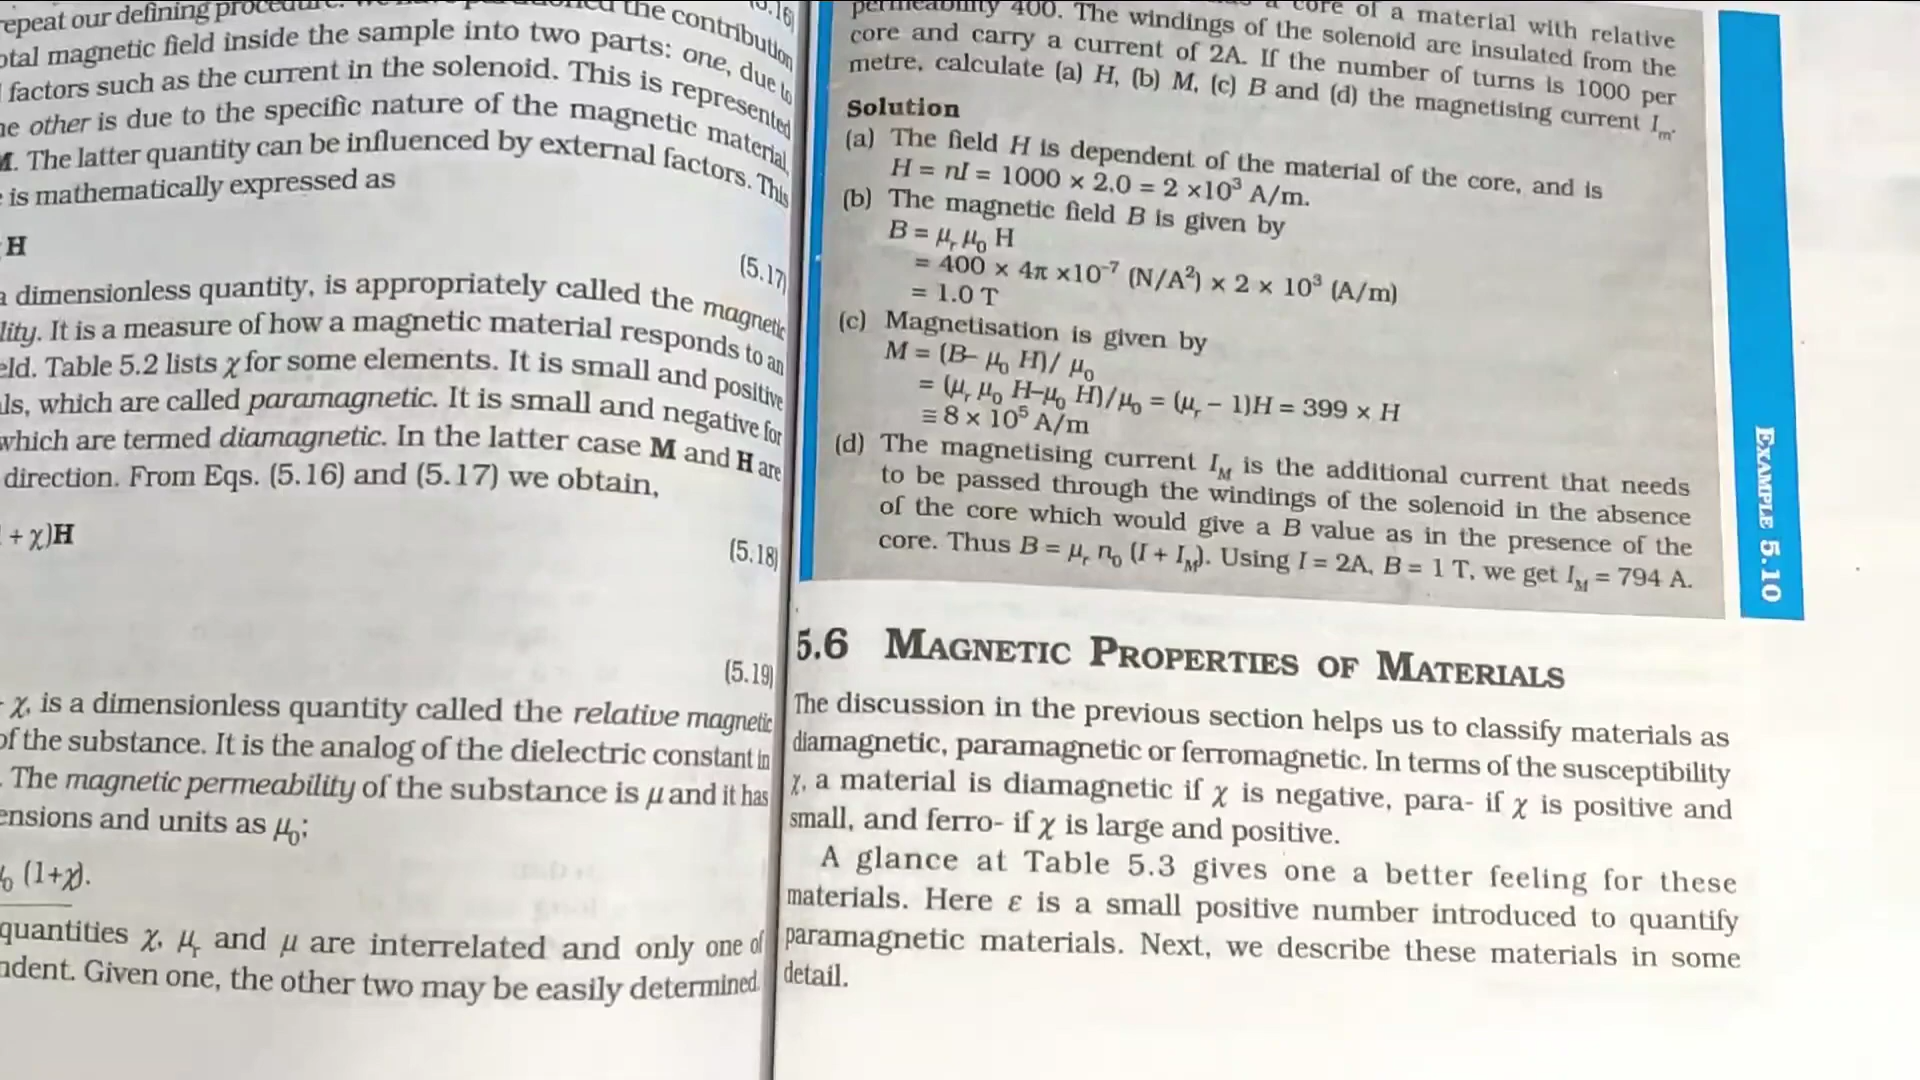 repeat our defining procedure.
the contribution
total magnetic field inside the sample into two parts: one, due to
factors such as the current in the solenoid. This is represented
other is due to the specific nature of the magnetic material,
The latter quantity can be influenced by external factors. This
is mathematically expressed as
H
(5.17)
dimensionless quantity, is appropriately called the magnetic
It is a measure of how a magnetic material responds to an
Table 5.2 lists χ for some elements. It is small and positive
which are called paramagnetic. It is small and negative for
which are termed diamagnetic. In the latter case M and H are
direction. From Eqs. (5.16) and (5.17) we obtain,
+ χ)H
(5.18)
(5.19)
χ, is a dimensionless quantity called the relative magnetic
of the substance. It is the analog of the dielectric constant in
The magnetic permeability of the substance is μ and it has
and units as μ0;
(1+χ).
quantities χ, μr and μ are interrelated and only one of
Given one, the other two may be easily determined.
core of a material with relative
permeability 400. The windings of the solenoid are insulated from the
core and carry a current of 2A. If the number of turns is 1000 per
metre, calculate (a) H, (b) M, (c) B and (d) the magnetising current Im.
Solution
(a) The field H is dependent of the material of the core, and is
H = nI = 1000 × 2.0 = 2 ×10³ A/m.
(b) The magnetic field B is given by
B = μr μ0 H
= 400 × 4π ×10⁻⁷ (N/A²) × 2 × 10³ (A/m)
= 1.0 T
(c) Magnetisation is given by
M = (B– μ0 H)/ μ0
= (μr μ0 H–μ0 H)/μ0 = (μr – 1)H = 399 × H
≅ 8 × 10⁵ A/m
(d) The magnetising current IM is the additional current that needs
to be passed through the windings of the solenoid in the absence
of the core which would give a B value as in the presence of the
core. Thus B = μr n0 (I + IM). Using I = 2A, B = 1 T, we get IM = 794 A.
EXAMPLE 5.10
5.6 MAGNETIC PROPERTIES OF MATERIALS
The discussion in the previous section helps us to classify materials as
diamagnetic, paramagnetic or ferromagnetic. In terms of the susceptibility
χ, a material is diamagnetic if χ is negative, para- if χ is positive and
small, and ferro- if χ is large and positive.
A glance at Table 5.3 gives one a better feeling for these
materials. Here ε is a small positive number introduced to quantify
paramagnetic materials. Next, we describe these materials in some
detail.